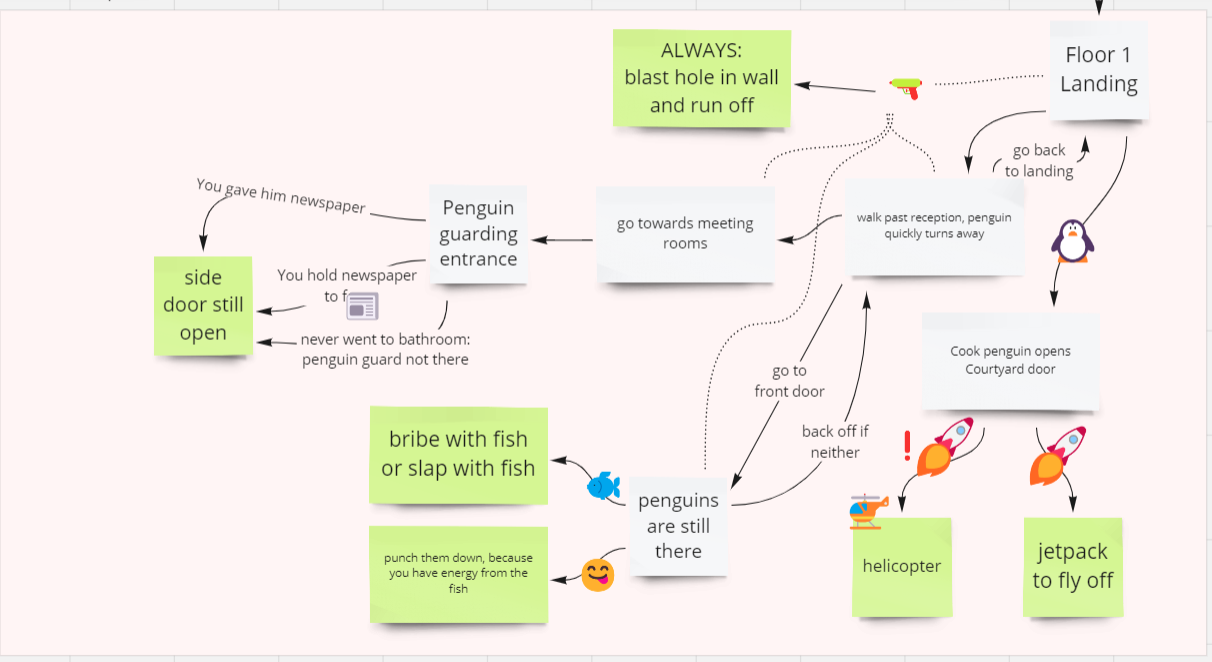 ALWAYS:
blast hole in wall
and run off
Floor 1
Landing
go back
to landing
You gave him newspaper
Penguin
guarding
entrance
go towards meeting
rooms
walk past reception, penguin
quickly turns away
side
door still
open
You hold newspaper
to f
never went to bathroom:
penguin guard not there
Cook penguin opens
Courtyard door
go to
front door
back off if
neither
bribe with fish
or slap with fish
penguins
are still
there
punch them down, because
you have energy from the
fish
helicopter
jetpack
to fly off